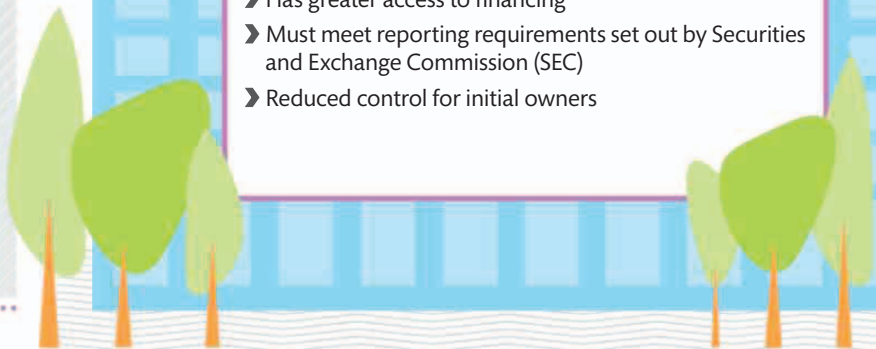 ❯ Has greater access to financing
❯ Must meet reporting requirements set out by Securities
and Exchange Commission (SEC)
❯ Reduced control for initial owners